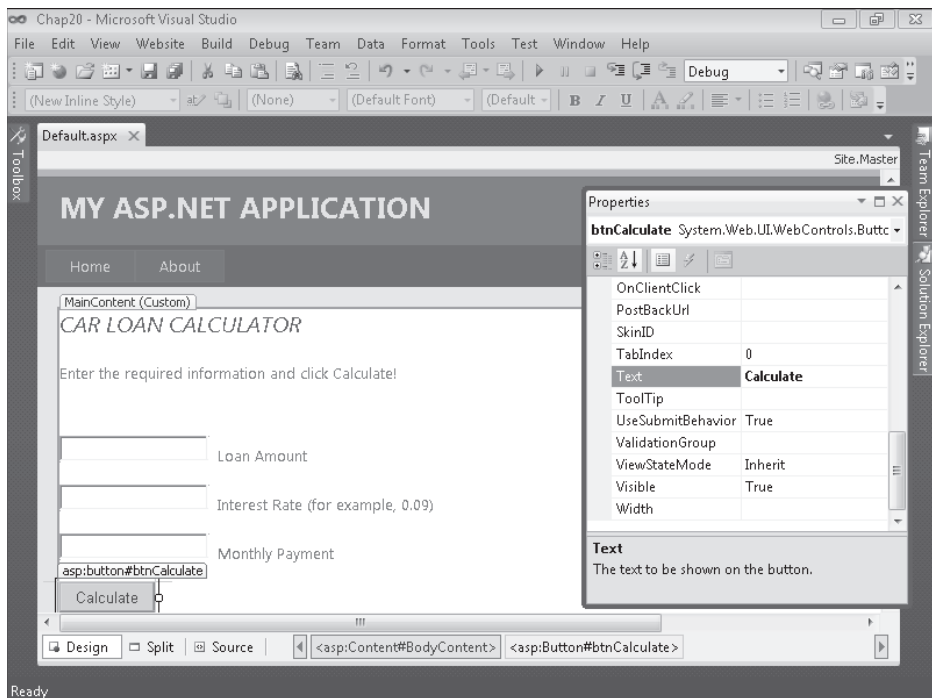 Chap20 - Microsoft Visual Studio
File Edit View Website Build Debug Team Data Format Tools Test Window Help
Debug
(New Inline Style) (None) (Default Font) (Default B I U A
Toolbox
Default.aspx
Site.Master
MY ASP.NET APPLICATION
Home About
MainContent (Custom)
CAR LOAN CALCULATOR
Enter the required information and click Calculate!
Loan Amount
Interest Rate (for example, 0.09)
Monthly Payment
asp:button#btnCalculate
Calculate
Properties
btnCalculate System.Web.UI.WebControls.Buttc
OnClientClick
PostBackUrl
SkinID
TabIndex 0
Text Calculate
ToolTip
UseSubmitBehavior True
ValidationGroup
ViewStateMode Inherit
Visible True
Width
Text
The text to be shown on the button.
Team Explorer
Solution Explorer
Design Split Source <asp:Content#BodyContent> <asp:Button#btnCalculate>
Ready